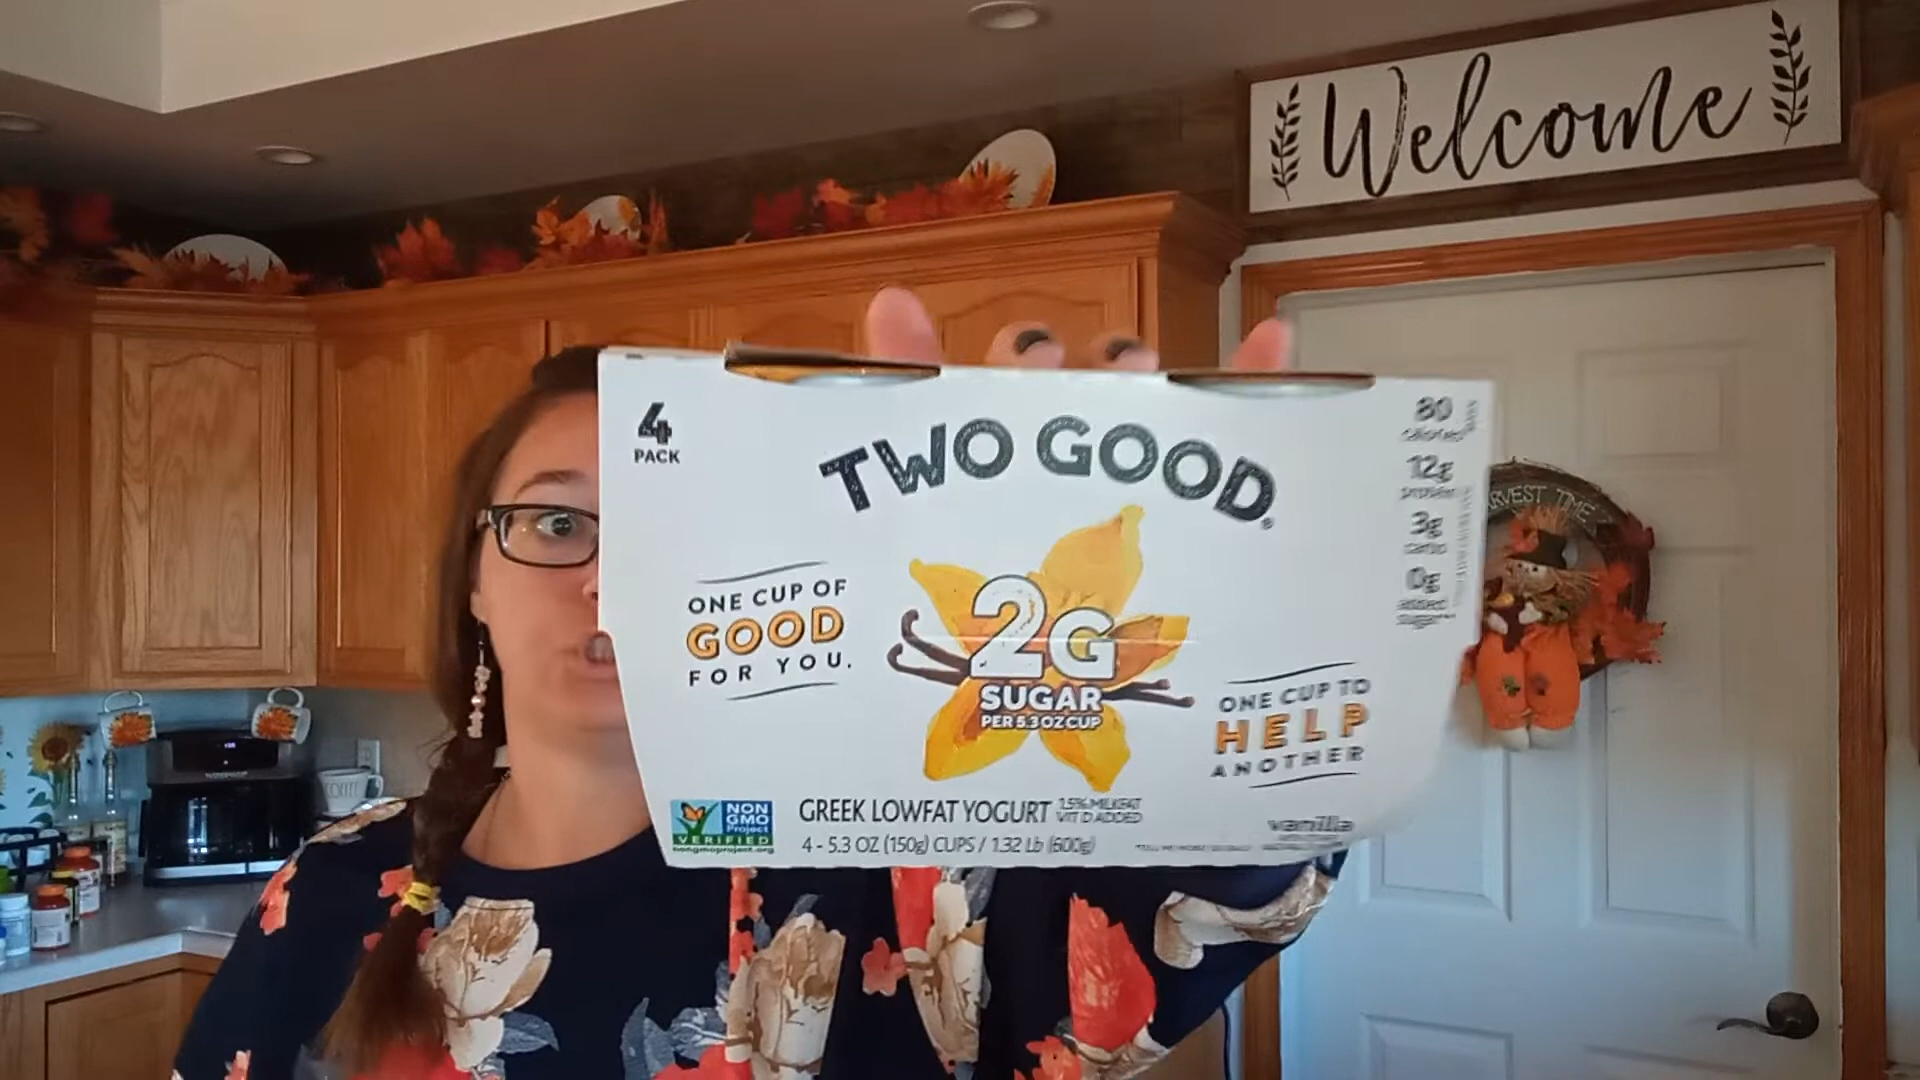 Welcome
4
PACK
TWO GOOD®
80
calories
12g
protein
3g
carbs
0g
added
sugar
HARVEST TIME
ONE CUP OF
GOOD
FOR YOU.
2G
SUGAR
PER 5.3 OZ CUP
ONE CUP TO
HELP
ANOTHER
NON
GMO
Project
VERIFIED
nongmoproject.org
GREEK LOWFAT YOGURT
1.5% MILKFAT
VIT D ADDED
4 - 5.3 OZ (150g) CUPS / 1.32 Lb (600g)
vanilla